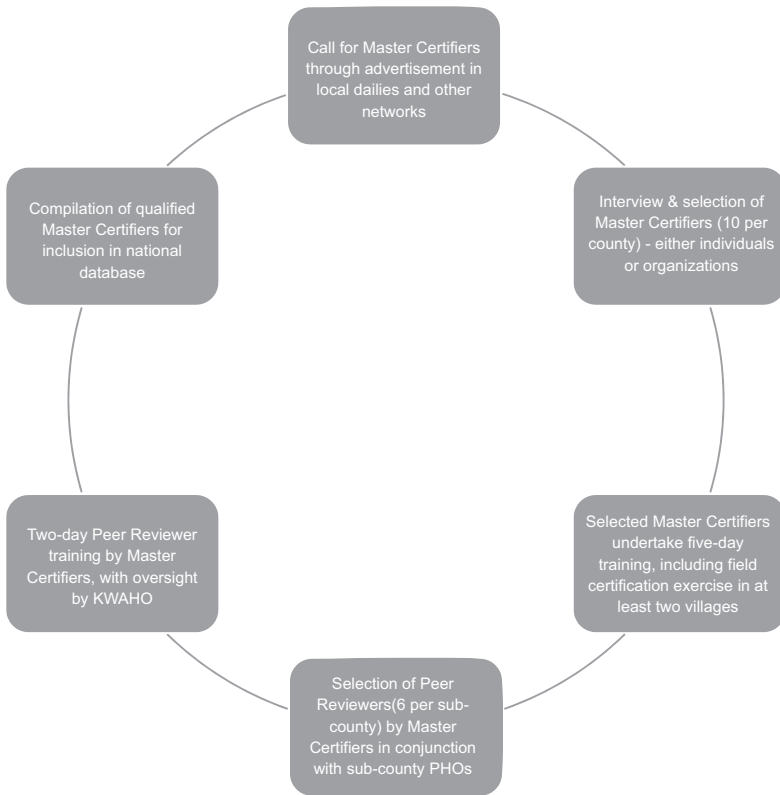 Call for Master Certifiers
through advertisement in
local dailies and other
networks
Interview & selection of
Master Certifiers (10 per
county) - either individuals
or organizations
Selected Master Certifiers
undertake five-day
training, including field
certification exercise in at
least two villages
Selection of Peer
Reviewers(6 per sub-
county) by Master
Certifiers in conjunction
with sub-county PHOs
Two-day Peer Reviewer
training by Master
Certifiers, with oversight
by KWAHO
Compilation of qualified
Master Certifiers for
inclusion in national
database